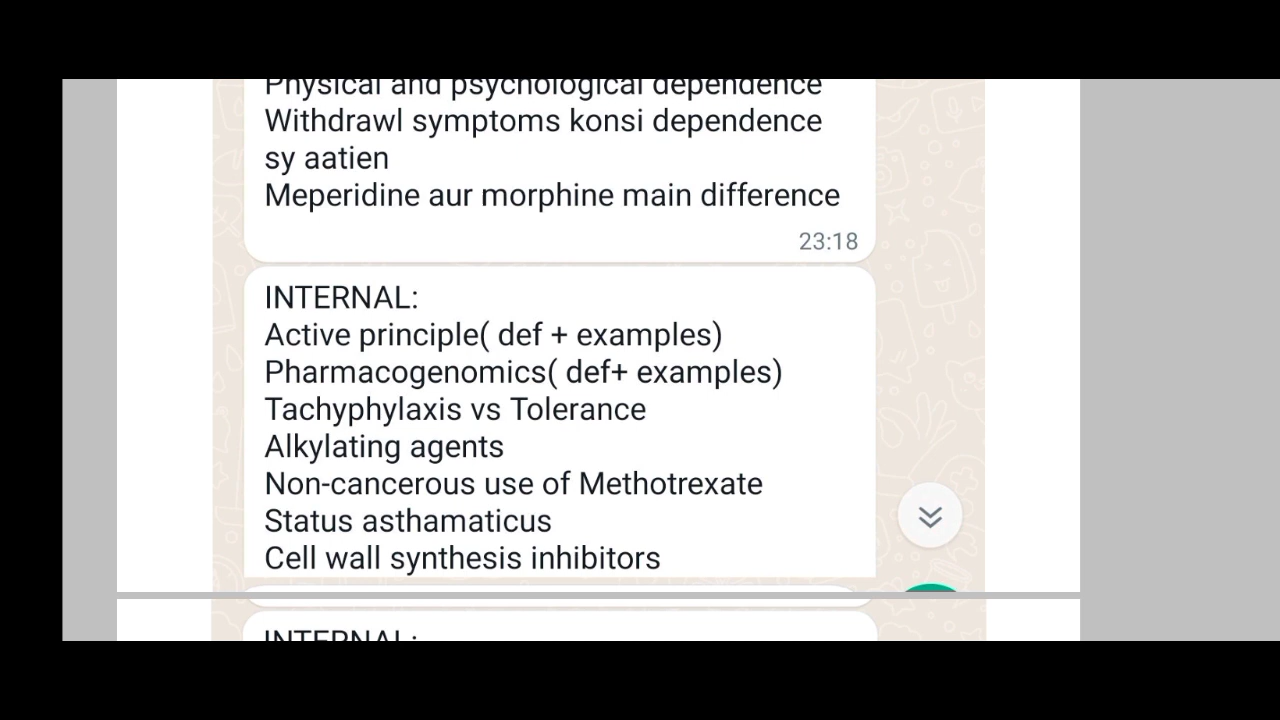 Physical and psychological dependence
Withdrawl symptoms konsi dependence
sy aatien
Meperidine aur morphine main difference
23:18
INTERNAL:
Active principle( def + examples)
Pharmacogenomics( def+ examples)
Tachyphylaxis vs Tolerance
Alkylating agents
Non-cancerous use of Methotrexate
Status asthamaticus
Cell wall synthesis inhibitors
INTERNAL: